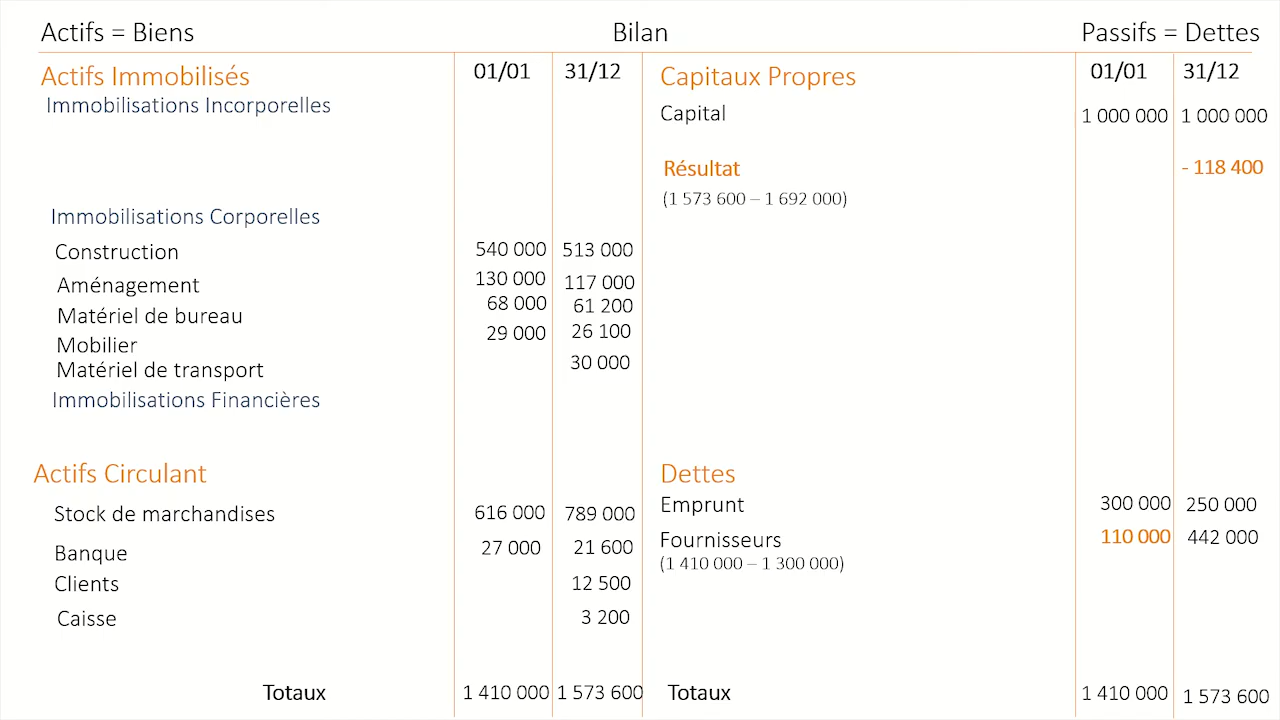 Actifs = Biens Bilan Passifs = Dettes
Actifs Immobilisés 01/01 31/12 Capitaux Propres 01/01 31/12
Immobilisations Incorporelles
Capital 1 000 000 1 000 000
Résultat - 118 400
(1 573 600 – 1 692 000)
Immobilisations Corporelles
Construction 540 000 513 000
Aménagement 130 000 117 000
Matériel de bureau 68 000 61 200
Mobilier 29 000 26 100
Matériel de transport 30 000
Immobilisations Financières
Actifs Circulant Dettes
Emprunt 300 000 250 000
Stock de marchandises 616 000 789 000
Fournisseurs 110 000 442 000
Banque 27 000 21 600
(1 410 000 – 1 300 000)
Clients 12 500
Caisse 3 200
Totaux 1 410 000 1 573 600 Totaux 1 410 000 1 573 600